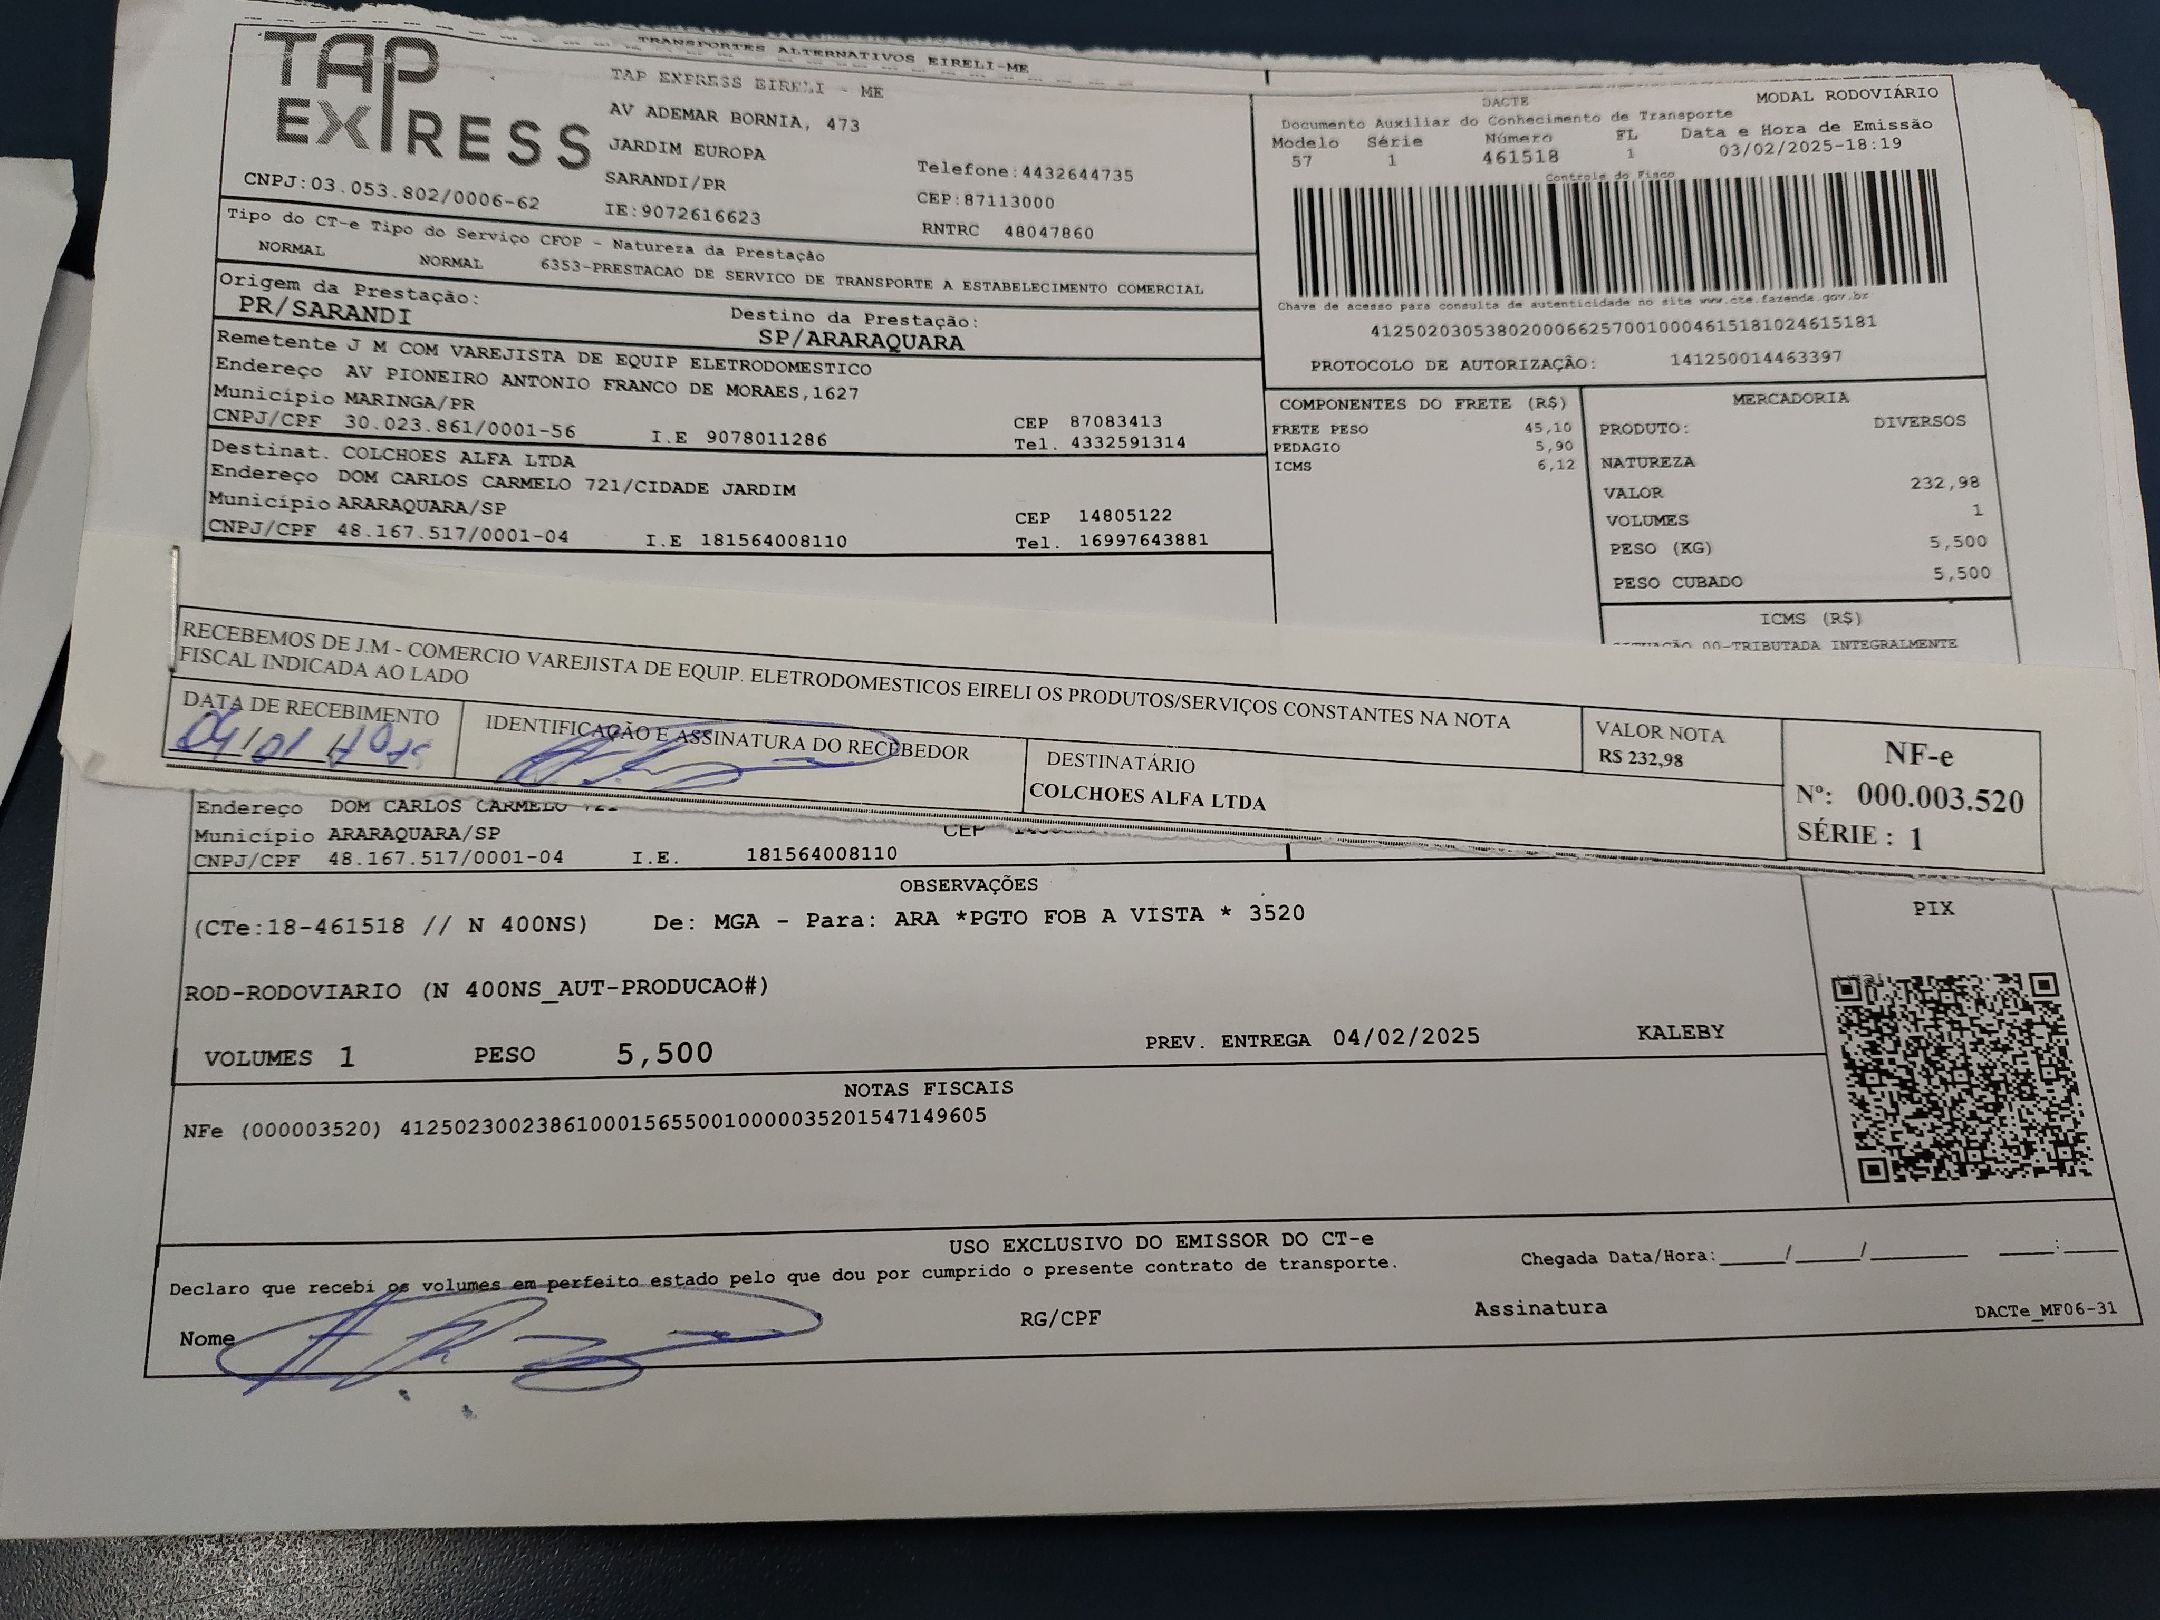 TRANSPORTES ALTERNATIVOS EIRELI-ME
TAP EXPRESS
TAP EXPRESS EIRELI - ME
AV ADEMAR BORNIA, 473
JARDIM EUROPA
SARANDI/PR
IE:9072616623
Telefone:4432644735
CEP:87113000
RNTRC 48047860
CNPJ:03.053.802/0006-62
DACTE
MODAL RODOVIÁRIO
Documento Auxiliar do Conhecimento de Transporte
Modelo Série Número FL Data e Hora de Emissão
57 1 461518 1 03/02/2025-18:19
Controle do Fisco
Chave de acesso para consulta de autenticidade no site www.cte.fazenda.gov.br
41250203053802000662570010004615181024615181
PROTOCOLO DE AUTORIZAÇÃO: 141250014463397
Tipo do CT-e Tipo do Serviço CFOP - Natureza da Prestação
NORMAL NORMAL 6353-PRESTACAO DE SERVICO DE TRANSPORTE A ESTABELECIMENTO COMERCIAL
Origem da Prestação: Destino da Prestação:
PR/SARANDI SP/ARARAQUARA
Remetente J M COM VAREJISTA DE EQUIP ELETRODOMESTICO
Endereço AV PIONEIRO ANTONIO FRANCO DE MORAES,1627
Município MARINGA/PR CEP 87083413
CNPJ/CPF 30.023.861/0001-56 I.E 9078011286 Tel. 4332591314
Destinat. COLCHOES ALFA LTDA
Endereço DOM CARLOS CARMELO 721/CIDADE JARDIM
Município ARARAQUARA/SP CEP 14805122
CNPJ/CPF 48.167.517/0001-04 I.E 181564008110 Tel. 16997643881
COMPONENTES DO FRETE (R$)
FRETE PESO 45,10
PEDAGIO 5,90
ICMS 6,12
MERCADORIA
PRODUTO: DIVERSOS
NATUREZA
VALOR 232,98
VOLUMES 1
PESO (KG) 5,500
PESO CUBADO 5,500
ICMS (R$)
00-TRIBUTADA INTEGRALMENTE
RECEBEMOS DE J.M - COMERCIO VAREJISTA DE EQUIP. ELETRODOMESTICOS EIRELI OS PRODUTOS/SERVIÇOS CONSTANTES NA NOTA
FISCAL INDICADA AO LADO
DATA DE RECEBIMENTO
IDENTIFICAÇÃO E ASSINATURA DO RECEBEDOR
DESTINATÁRIO
COLCHOES ALFA LTDA
VALOR NOTA
R$ 232,98
NF-e
Nº: 000.003.520
SÉRIE : 1
Endereço DOM CARLOS CARMELO
Município ARARAQUARA/SP CEP
CNPJ/CPF 48.167.517/0001-04 I.E. 181564008110
OBSERVAÇÕES
(CTe:18-461518 // N 400NS) De: MGA - Para: ARA *PGTO FOB A VISTA * 3520
ROD-RODOVIARIO (N 400NS_AUT-PRODUCAO#)
VOLUMES 1 PESO 5,500 PREV. ENTREGA 04/02/2025 KALEBY
PIX
NOTAS FISCAIS
NFe (000003520) 41250230023861000156550010000035201547149605
USO EXCLUSIVO DO EMISSOR DO CT-e
Declaro que recebi os volumes em perfeito estado pelo que dou por cumprido o presente contrato de transporte.
Chegada Data/Hora:_____/_____/________ ____:____
Nome RG/CPF Assinatura
DACTe_MF06-31